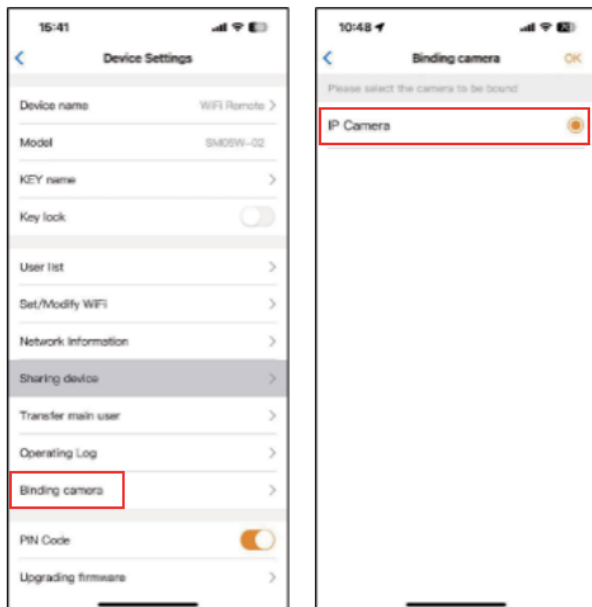 15:41
Device Settings
Device name WiFi Remote
Model SM05W-02
KEY name
Key lock
User list
Set/Modify WiFi
Network Information
Sharing device
Transfer main user
Operating Log
Binding camera
PIN Code
Upgrading firmware
10:48
Binding camera OK
Please select the camera to be bound
IP Camera